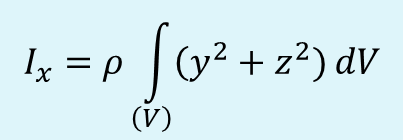 I_x = ρ ∫_(V) (y² + z²) dV